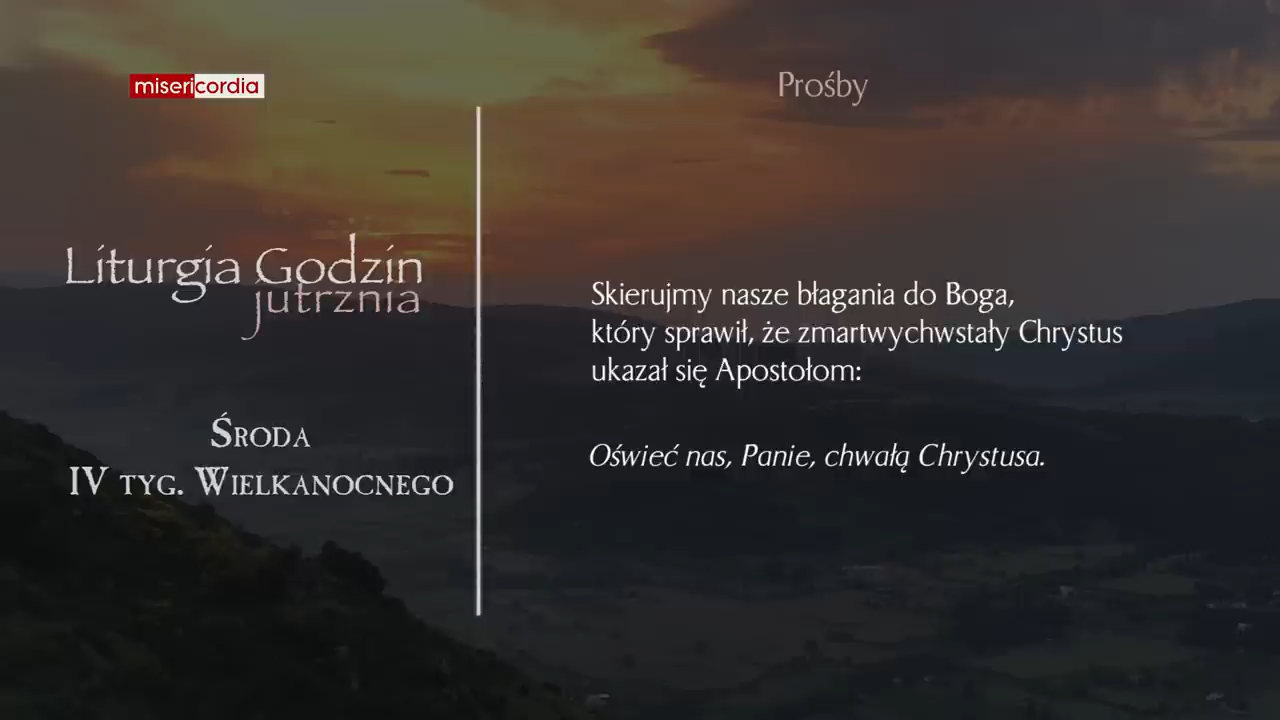 misericordia
Prośby
Liturgia Godzin
jutrznia
Środa
IV tyg. Wielkanocnego
Skierujmy nasze błagania do Boga,
który sprawił, że zmartwychwstały Chrystus
ukazał się Apostołom:
Oświeć nas, Panie, chwałą Chrystusa.